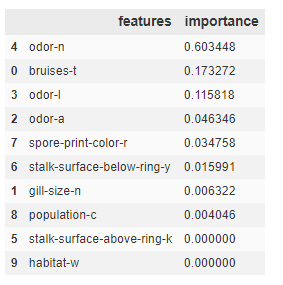 features importance
4 odor-n 0.603448
0 bruises-t 0.173272
3 odor-l 0.115818
2 odor-a 0.046346
7 spore-print-color-r 0.034758
6 stalk-surface-below-ring-y 0.015991
1 gill-size-n 0.006322
8 population-c 0.004046
5 stalk-surface-above-ring-k 0.000000
9 habitat-w 0.000000